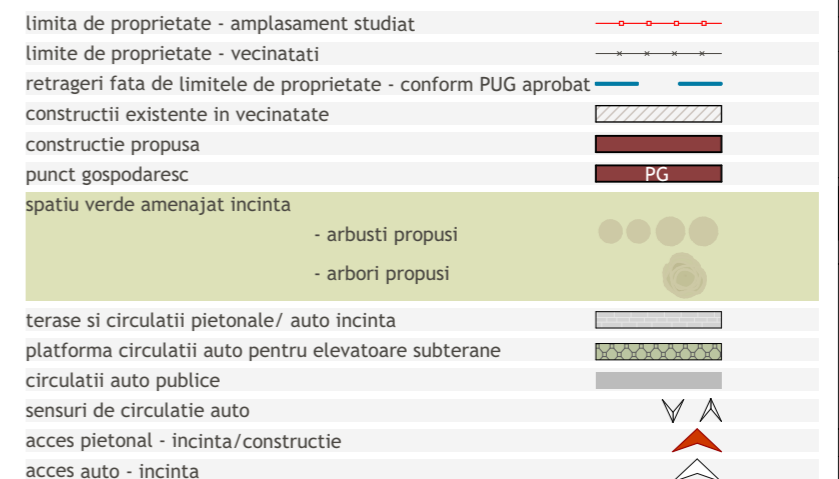 limita de proprietate - amplasament studiat
limite de proprietate - vecinatati
retrageri fata de limitele de proprietate - conform PUG aprobat
constructii existente in vecinatate
constructie propusa
punct gospodaresc PG
spatiu verde amenajat incinta
- arbusti propusi
- arbori propusi
terase si circulatii pietonale/ auto incinta
platforma circulatii auto pentru elevatoare subterane
circulatii auto publice
sensuri de circulatie auto
acces pietonal - incinta/constructie
acces auto - incinta